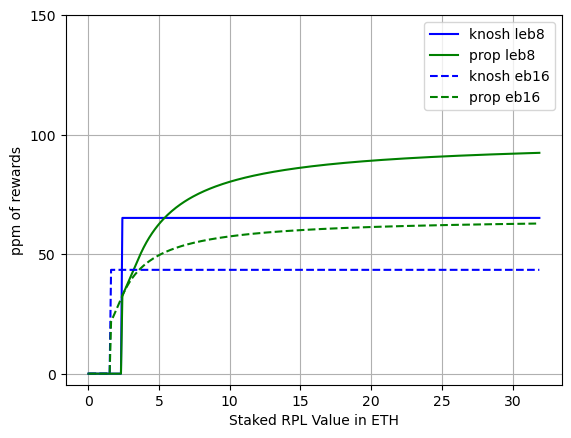 150
100
50
0
ppm of rewards
knosh leb8
prop leb8
knosh eb16
prop eb16
0 5 10 15 20 25 30
Staked RPL Value in ETH